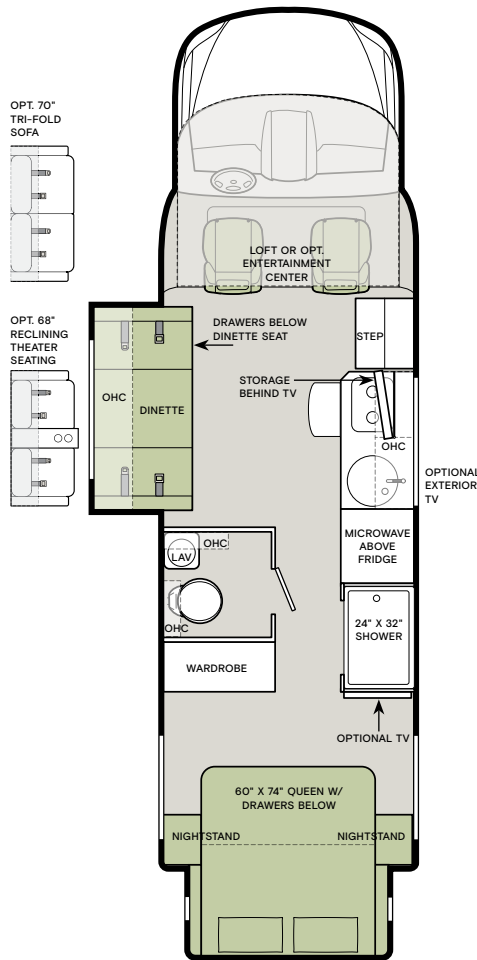 OPT. 70"
TRI-FOLD
SOFA
LOFT OR OPT.
ENTERTAINMENT
CENTER
OPT. 68"
RECLINING
THEATER
SEATING
DRAWERS BELOW
DINETTE SEAT
STEP
STORAGE
BEHIND TV
OHC
DINETTE
OHC
OPTIONAL
EXTERIOR
TV
MICROWAVE
ABOVE
FRIDGE
OHC
LAV
OHC
24" X 32"
SHOWER
WARDROBE
OPTIONAL TV
60" X 74" QUEEN W/
DRAWERS BELOW
NIGHTSTAND
NIGHTSTAND